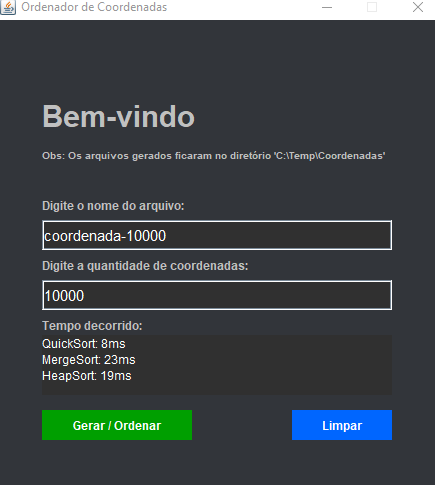 Ordenador de Coordenadas
Bem-vindo
Obs: Os arquivos gerados ficaram no diretório 'C:\Temp\Coordenadas'
Digite o nome do arquivo:
coordenada-10000
Digite a quantidade de coordenadas:
10000
Tempo decorrido:
QuickSort: 8ms
MergeSort: 23ms
HeapSort: 19ms
Gerar / Ordenar
Limpar